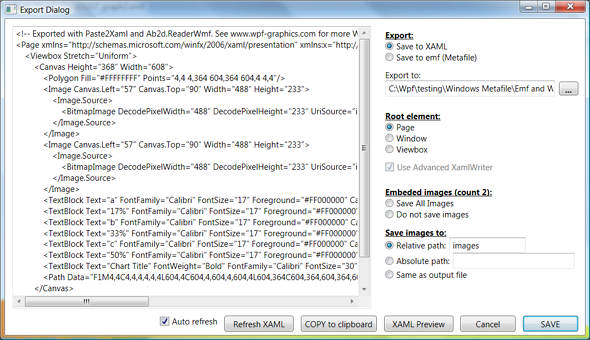 Export Dialog
<!-- Exported with Paste2Xaml and Ab2d.ReaderWmf. See www.wpf-graphics.com for more
<Page xmlns="http://schemas.microsoft.com/winfx/2006/xaml/presentation" xmlnsx="http://
<Viewbox Stretch="Uniform">
<Canvas Height="368" Width="608">
<Polygon Fill="#FFFFFFFF" Points="4,4 4,364 604,364 604,4 4,4"/>
<Image Canvas.Left="57" Canvas.Top="90" Width="488" Height="233">
<Image.Source>
<BitmapImage DecodePixelWidth="488" DecodePixelHeight="233" UriSource="i
</Image.Source>
</Image>
<Image Canvas.Left="57" Canvas.Top="90" Width="488" Height="233">
<Image.Source>
<BitmapImage DecodePixelWidth="488" DecodePixelHeight="233" UriSource="i
</Image.Source>
</Image>
<TextBlock Text="a" FontFamily="Calibri" FontSize="17" Foreground="#FF000000" Ca
<TextBlock Text="17%" FontFamily="Calibri" FontSize="17" Foreground="#FF000000"
<TextBlock Text="b" FontFamily="Calibri" FontSize="17" Foreground="#FF000000" Ca
<TextBlock Text="33%" FontFamily="Calibri" FontSize="17" Foreground="#FF000000"
<TextBlock Text="c" FontFamily="Calibri" FontSize="17" Foreground="#FF000000" Ca
<TextBlock Text="50%" FontFamily="Calibri" FontSize="17" Foreground="#FF000000"
<TextBlock Text="Chart Title" FontWeight="Bold" FontFamily="Calibri" FontSize="30"
<Path Data="F1M4,4C4,4,4,4,4,4L604,4C604,4,604,4,604,4L604,364C604,364,604,364,60
</Canvas>
Export:
Save to XAML
Save to emf (Metafile)
Export to:
C:\Wpf\testing\Windows Metafile\Emf and W
...
Root element:
Page
Window
Viewbox
Use Advanced XamlWriter
Embeded images (count 2):
Save All Images
Do not save images
Save images to:
Relative path: images
Absolute path:
Same as output file
Auto refresh
Refresh XAML
COPY to clipboard
XAML Preview
Cancel
SAVE